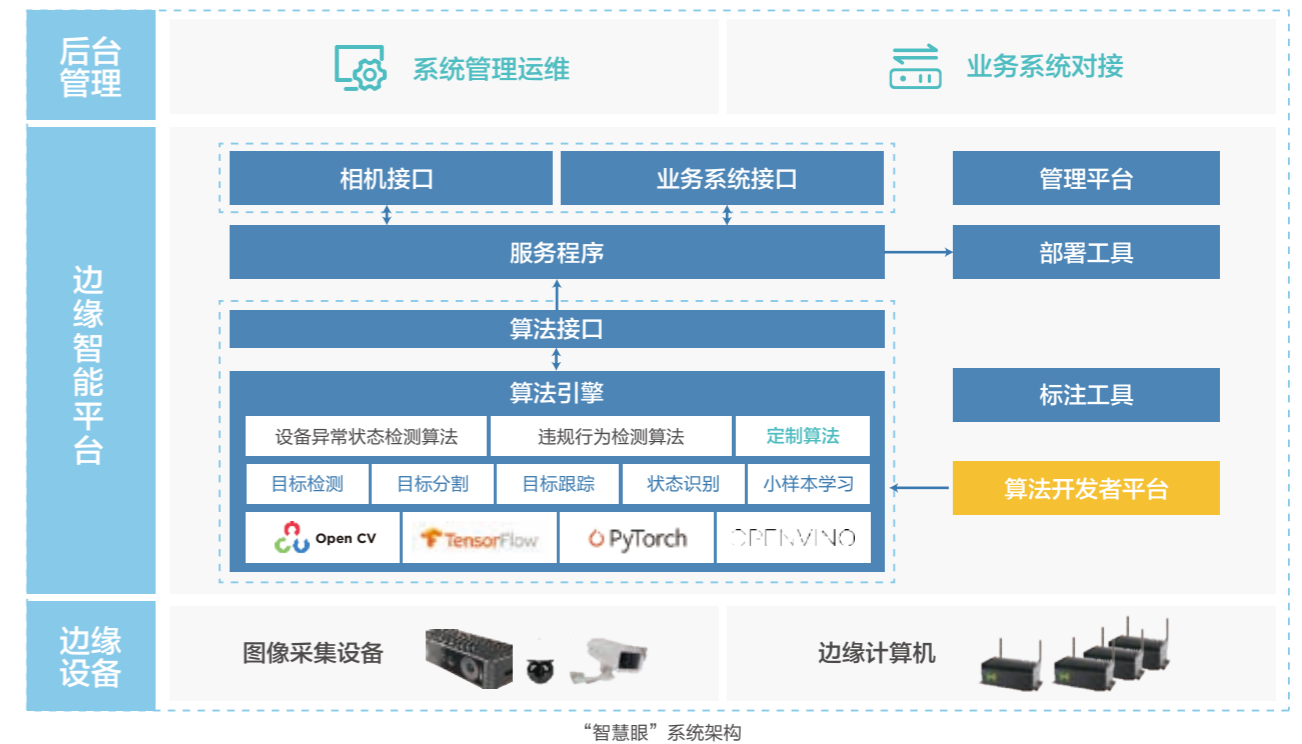 后台
管理
系统管理运维
业务系统对接
边缘智能平台
相机接口
业务系统接口
管理平台
服务程序
部署工具
算法接口
算法引擎
标注工具
设备异常状态检测算法
违规行为检测算法
定制算法
目标检测
目标分割
目标跟踪
状态识别
小样本学习
算法开发者平台
Open CV
TensorFlow
PyTorch
OPENVINO
边缘
设备
图像采集设备
边缘计算机
“智慧眼”系统架构